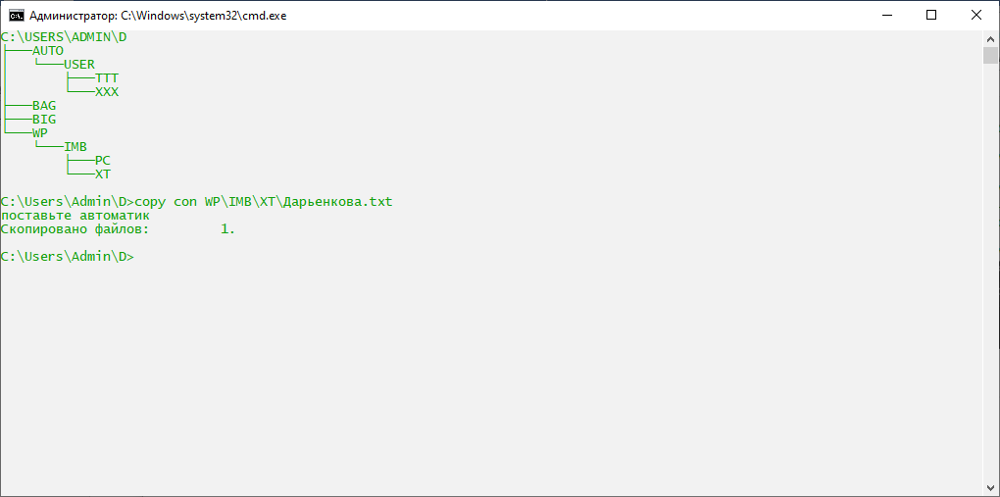 Администратор: C:\Windows\system32\cmd.exe
C:\USERS\ADMIN\D
├───AUTO
│   └───USER
│       ├───TTT
│       └───XXX
├───BAG
├───BIG
└───WP
    └───IMB
        ├───PC
        └───XT
C:\Users\Admin\D>copy con WP\IMB\XT\Дарьенкова.txt
поставьте автоматик
Скопировано файлов:         1.
C:\Users\Admin\D>